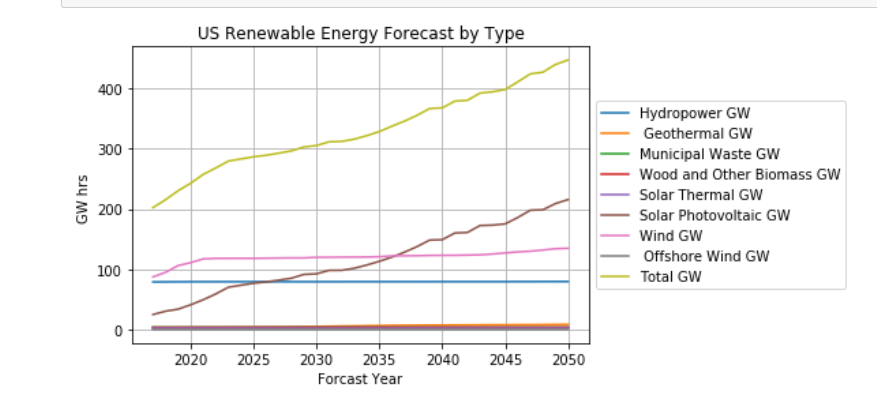 US Renewable Energy Forecast by Type
400
300
200
100
0
GW hrs
2020 2025 2030 2035 2040 2045 2050
Forcast Year
Hydropower GW
Geothermal GW
Municipal Waste GW
Wood and Other Biomass GW
Solar Thermal GW
Solar Photovoltaic GW
Wind GW
Offshore Wind GW
Total GW